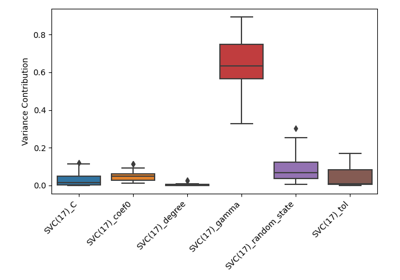 0.8
0.6
0.4
0.2
0.0
Variance Contribution
SVC(17)_C
SVC(17)_coef0
SVC(17)_degree
SVC(17)_gamma
SVC(17)_random_state
SVC(17)_tol